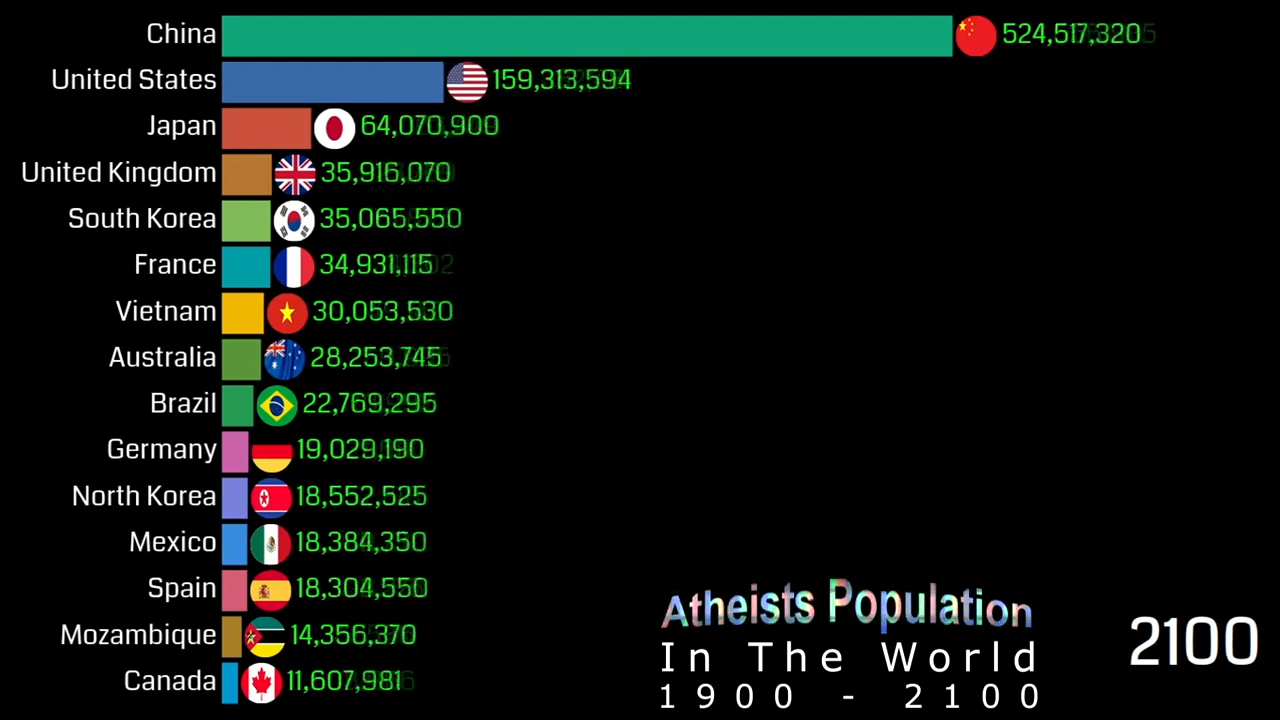 China 524,517,320
United States 159,313,594
Japan 64,070,900
United Kingdom 35,916,070
South Korea 35,065,550
France 34,931,115
Vietnam 30,053,530
Australia 28,253,745
Brazil 22,769,295
Germany 19,029,190
North Korea 18,552,525
Mexico 18,384,350
Spain 18,304,550
Mozambique 14,356,370
Canada 11,607,981
Atheists Population
In The World
1900 - 2100
2100